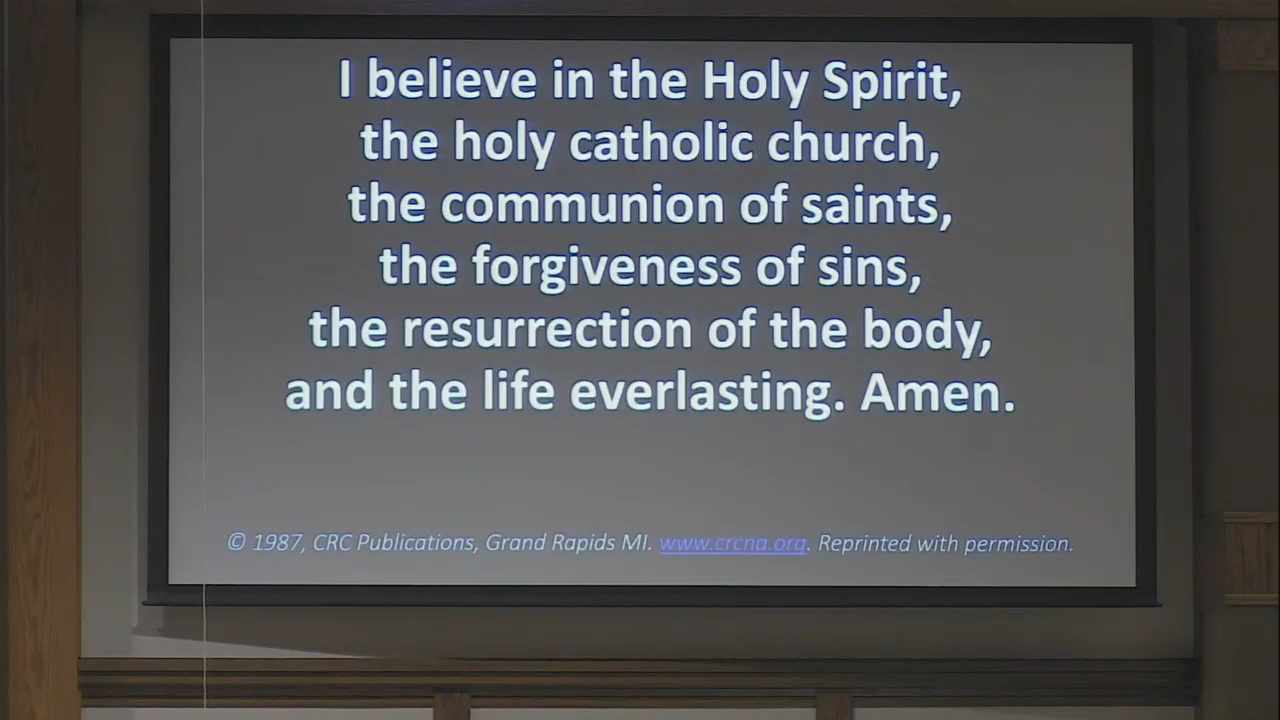 I believe in the Holy Spirit,
the holy catholic church,
the communion of saints,
the forgiveness of sins,
the resurrection of the body,
and the life everlasting. Amen.
© 1987, CRC Publications, Grand Rapids MI. www.crcna.org. Reprinted with permission.